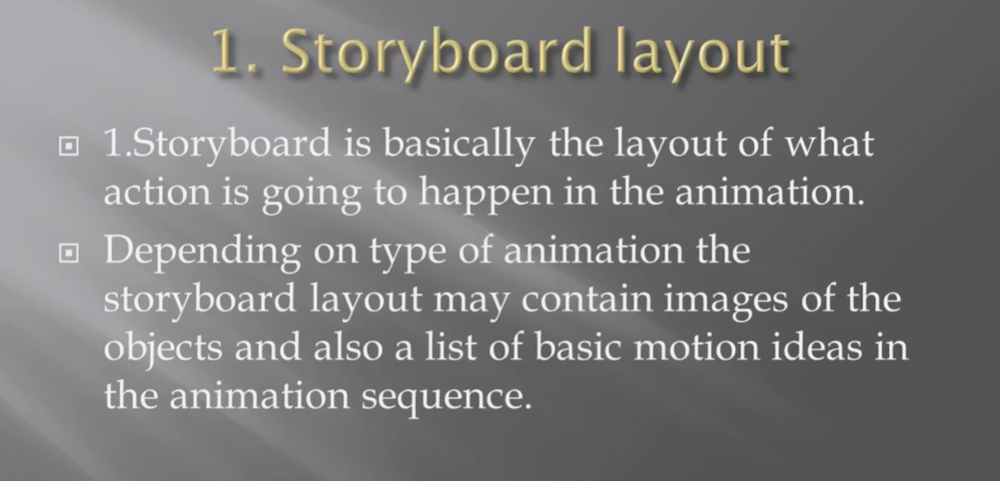 1. Storyboard layout
1.Storyboard is basically the layout of what
action is going to happen in the animation.
Depending on type of animation the
storyboard layout may contain images of the
objects and also a list of basic motion ideas in
the animation sequence.